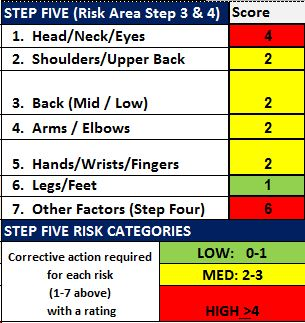 STEP FIVE (Risk Area Step 3 & 4) Score
1. Head/Neck/Eyes 4
2. Shoulders/Upper Back 2
3. Back (Mid / Low) 2
4. Arms / Elbows 2
5. Hands/Wrists/Fingers 2
6. Legs/Feet 1
7. Other Factors (Step Four) 6
STEP FIVE RISK CATEGORIES
Corrective action required
for each risk
(1-7 above)
with a rating
LOW: 0-1
MED: 2-3
HIGH >4